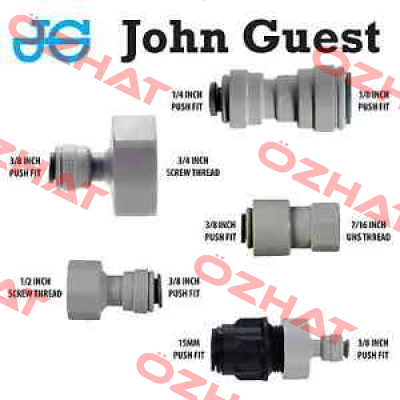 JG John Guest
1/4 INCH
PUSH FIT
3/8 INCH
PUSH FIT
3/8 INCH
PUSH FIT
3/4 INCH
SCREW THREAD
3/8 INCH
PUSH FIT
7/16 INCH
UNS THREAD
1/2 INCH
SCREW THREAD
3/8 INCH
PUSH FIT
15MM
PUSH FIT
3/8 INCH
PUSH FIT
ÖZHAT
ÖZHAT
ÖZHAT
ÖZHAT
ÖZHAT
ÖZHAT
ÖZHAT